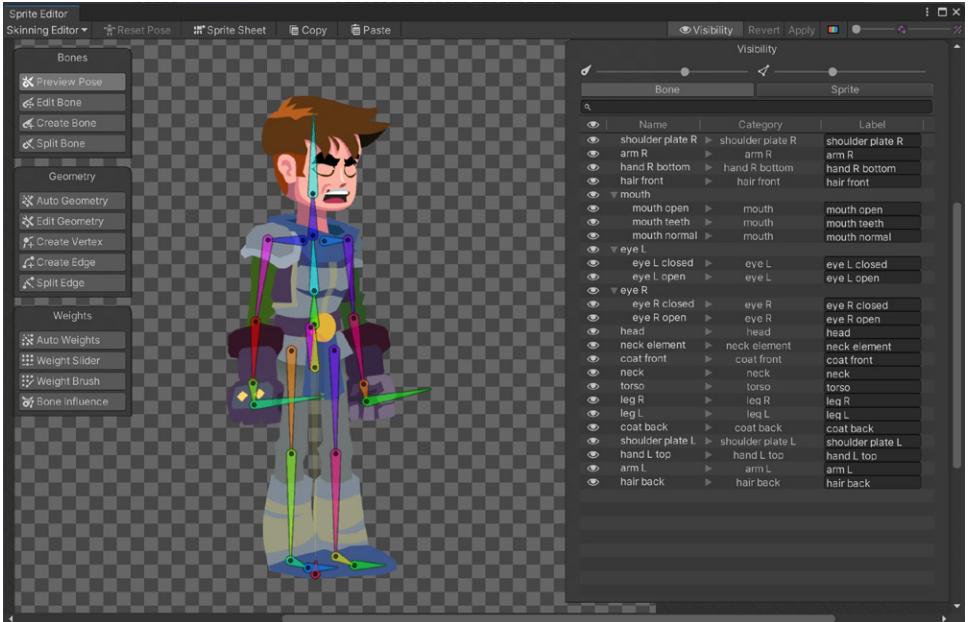 Sprite Editor
Skinning Editor Reset Pose Sprite Sheet Copy Paste Visibility Revert Apply
Bones
Preview Pose
Edit Bone
Create Bone
Split Bone
Geometry
Auto Geometry
Edit Geometry
Create Vertex
Create Edge
Split Edge
Weights
Auto Weights
Weight Slider
Weight Brush
Bone Influence
Visibility
Bone Sprite
Name Category Label
shoulder plate R shoulder plate R shoulder plate R
arm R arm R arm R
hand R bottom hand R bottom hand R bottom
hair front hair front hair front
mouth
mouth open mouth mouth open
mouth teeth mouth mouth teeth
mouth normal mouth mouth normal
eye L
eye L closed eye L eye L closed
eye L open eye L eye L open
eye R
eye R closed eye R eye R closed
eye R open eye R eye R open
head head head
neck element neck element neck element
coat front coat front coat front
neck neck neck
torso torso torso
leg R leg R leg R
leg L leg L leg L
coat back coat back coat back
shoulder plate L shoulder plate L shoulder plate L
hand L top hand L top hand L top
arm L arm L arm L
hair back hair back hair back